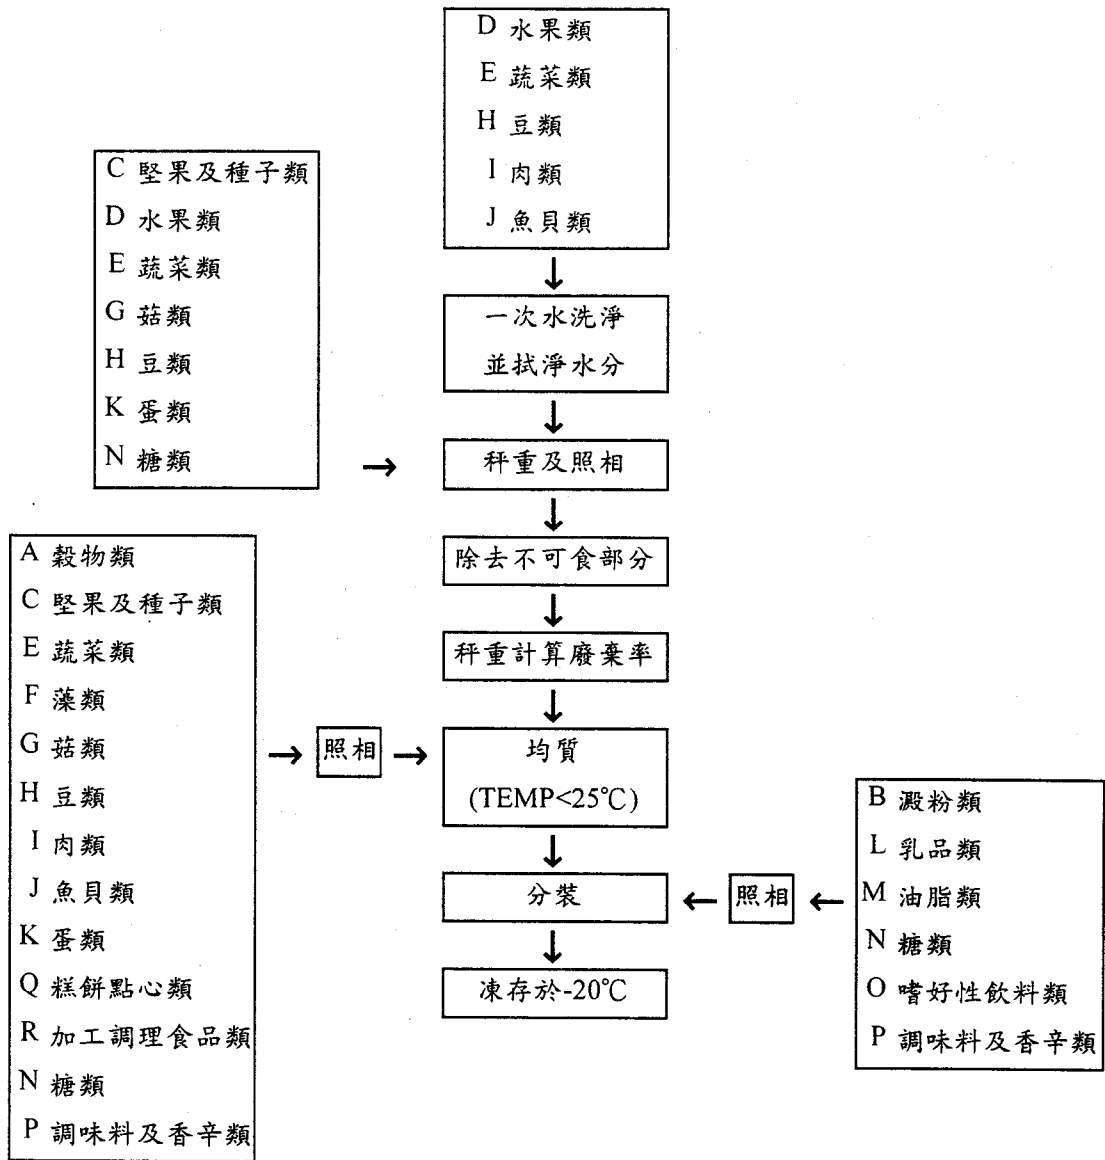 D 水果類
E 蔬菜類
H 豆類
I 肉類
J 魚貝類
一次水洗淨
並拭淨水分
C 堅果及種子類
D 水果類
E 蔬菜類
G 菇類
H 豆類
K 蛋類
N 糖類
→
秤重及照相
除去不可食部分
秤重計算廢棄率
A 穀物類
C 堅果及種子類
E 蔬菜類
F 藻類
G 菇類
H 豆類
I 肉類
J 魚貝類
K 蛋類
Q 糕餅點心類
R 加工調理食品類
N 糖類
P 調味料及香辛類
照相
均質
(TEMP<25℃)
B 澱粉類
L 乳品類
M 油脂類
N 糖類
O 嗜好性飲料類
P 調味料及香辛類
照相
分裝
凍存於-20℃